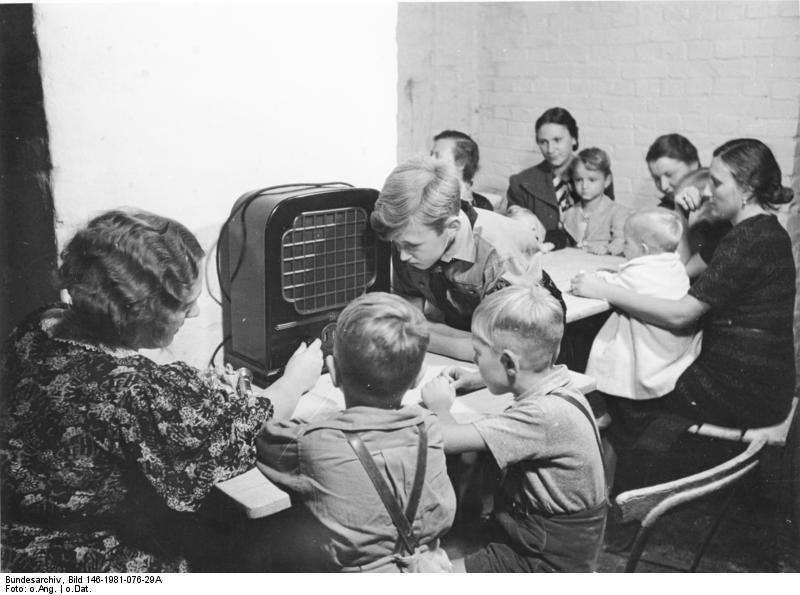 Bundesarchiv, Bild 146-1981-076-29A
Foto: o.Ang. | o.Dat.